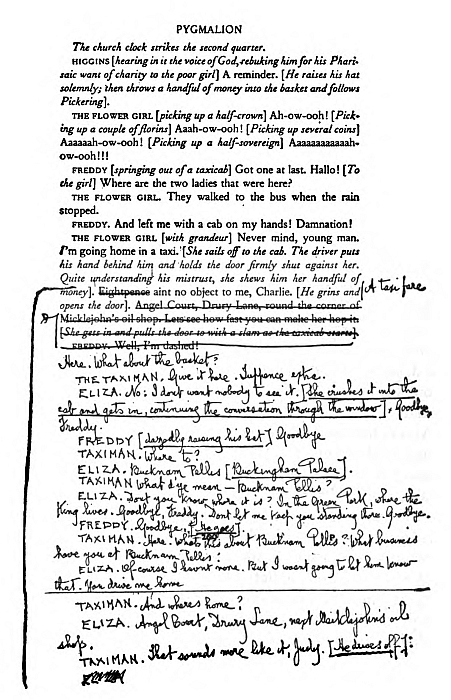 PYGMALION
The church clock strikes the second quarter.
HIGGINS [hearing in it the voice of God, rebuking him for his Phari-
saic want of charity to the poor girl] A reminder. [He raises his hat
solemnly; then throws a handful of money into the basket and follows
Pickering].
THE FLOWER GIRL [picking up a half-crown] Ah-ow-ooh! [Pick-
ing up a couple of florins] Aaah-ow-ooh! [Picking up several coins]
Aaaaaah-ow-ooh! [Picking up a half-sovereign] Aaaaaaaaaaaah-
ow-ooh!!!
FREDDY [springing out of a taxicab] Got one at last. Hallo! [To
the girl] Where are the two ladies that were here?
THE FLOWER GIRL. They walked to the bus when the rain
stopped.
FREDDY. And left me with a cab on my hands! Damnation!
THE FLOWER GIRL [with grandeur] Never mind, young man.
I'm going home in a taxi. [She sails off to the cab. The driver puts
his hand behind him and holds the door firmly shut against her.
Quite understanding his mistrust, she shews him her handful of
money]. Eightpence aint no object to me, Charlie. [He grins and
A taxi fare
opens the door]. Angel Court, Drury Lane, round the corner of
Micklejohn's oil shop. Lets see how fast you can make her hop it.
[She gets in and pulls the door to with a slam as the taxicab starts].
FREDDY. Well, I'm dashed!
Here. What about the basket?
THE TAXIMAN. Give it here. Tuppence extra.
ELIZA. No: I dont want nobody to see it. [She crushes it into the
cab and gets in, continuing the conversation through the window]. Goodbye,
Freddy.
FREDDY [dazedly raising his hat] Goodbye
TAXIMAN. Where to?
ELIZA. Bucknam Pellis [Buckingham Palace].
TAXIMAN What d'ye mean — Bucknam Pellis?
ELIZA. Dont you know where it is? In the Green Park, where the
King lives. Goodbye, Freddy. Dont let me keep you standing there. Goodbye.
FREDDY. Goodbye. [He goes].
TAXIMAN. Here: whats this about Bucknam Pellis? What business
have you at Bucknam Pellis?
ELIZA. Of course I havnt none. But I wasnt going to let him know
that. You drive me home
TAXIMAN. And wheres home?
ELIZA. Angel Court, Drury Lane, next Meiklejohn's oil
shop.
TAXIMAN. That sounds more like it, Judy. [He drives off].